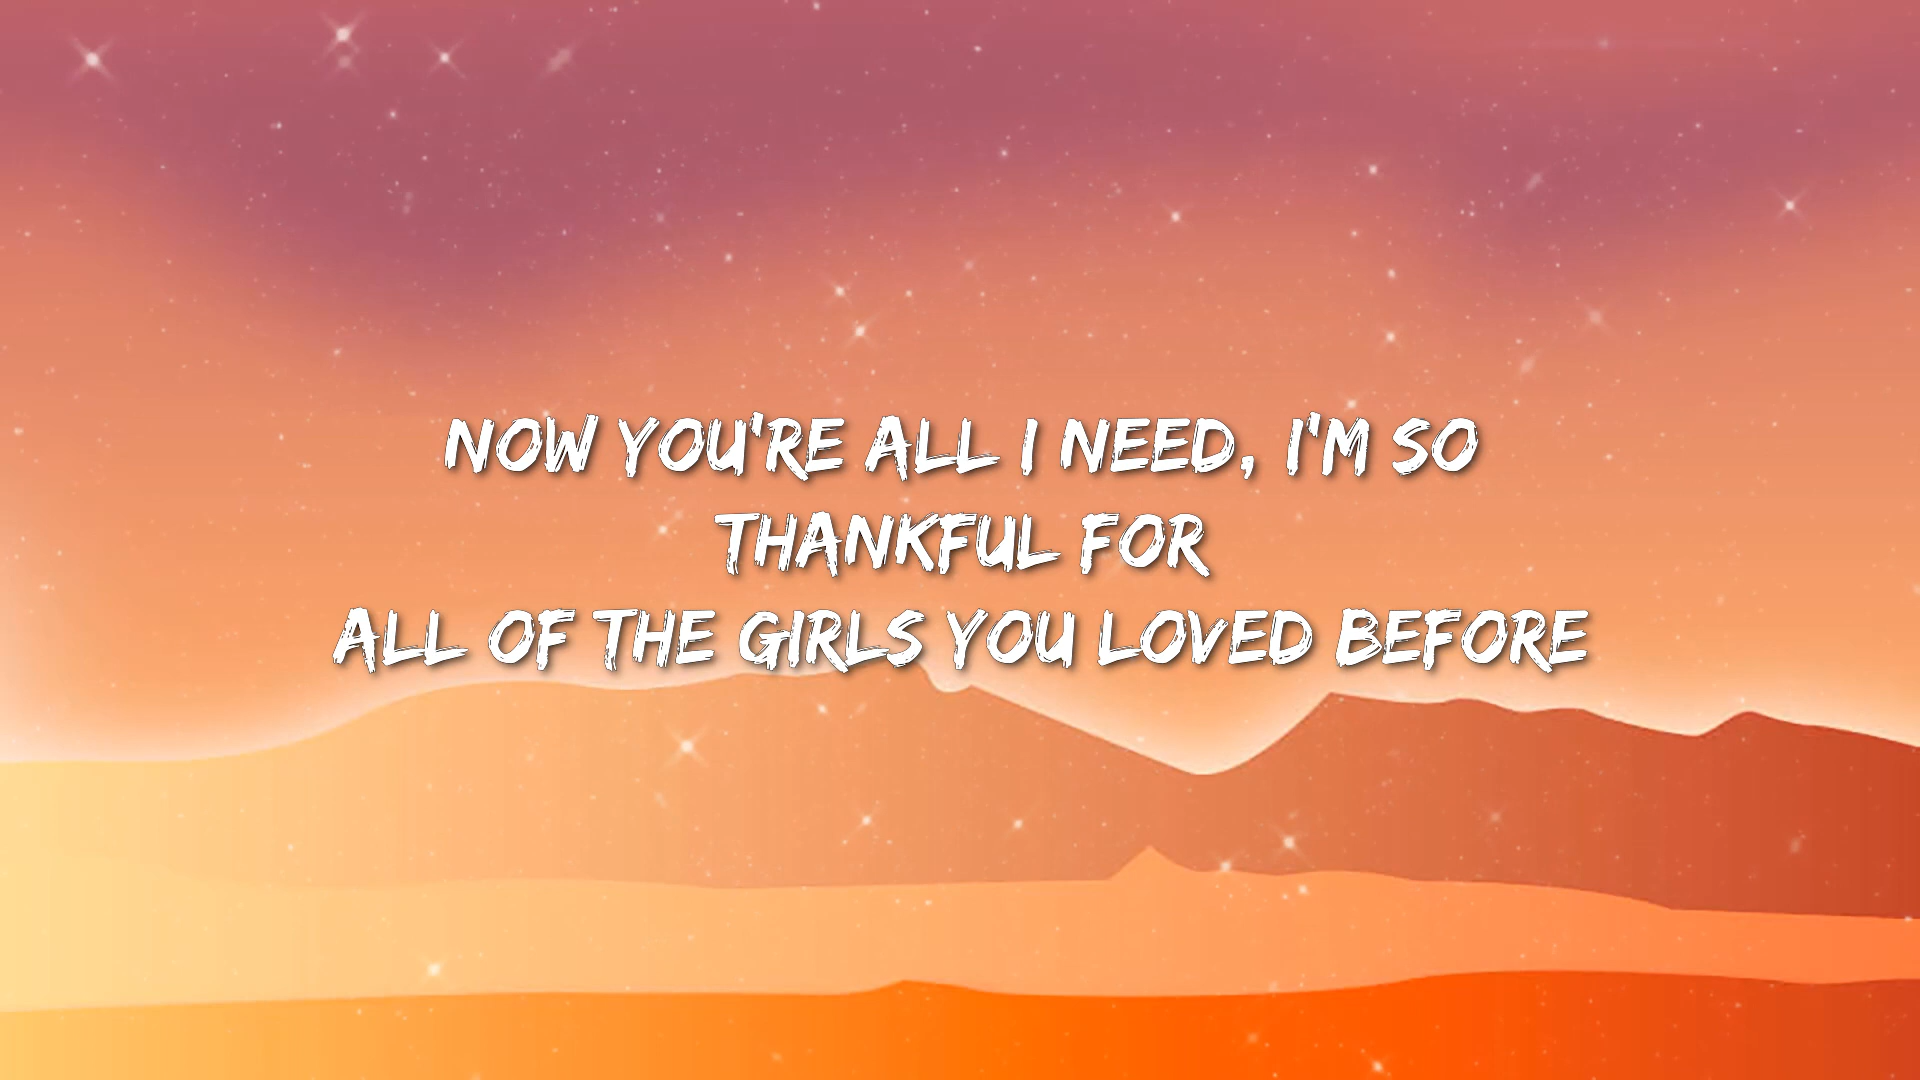 NOW YOU'RE ALL I NEED, I'M SO
THANKFUL FOR
ALL OF THE GIRLS YOU LOVED BEFORE